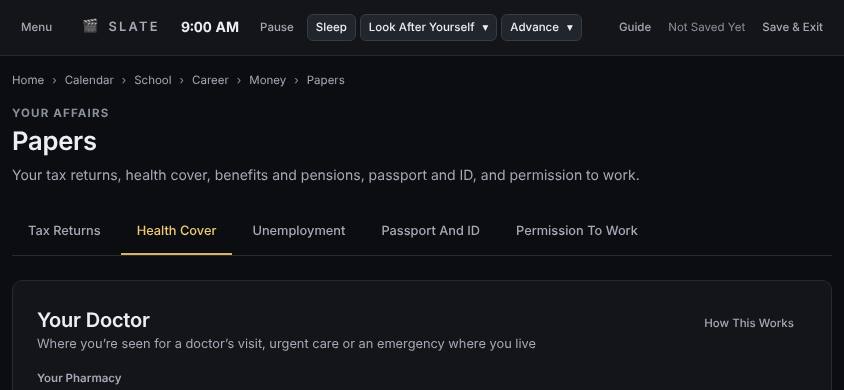 Menu 🎬 SLATE 9:00 AM Pause Sleep Look After Yourself ▾ Advance ▾ Guide Not Saved Yet Save & Exit
Home › Calendar › School › Career › Money › Papers
YOUR AFFAIRS
Papers
Your tax returns, health cover, benefits and pensions, passport and ID, and permission to work.
Tax Returns Health Cover Unemployment Passport And ID Permission To Work
Your Doctor
How This Works
Where you’re seen for a doctor’s visit, urgent care or an emergency where you live
Your Pharmacy